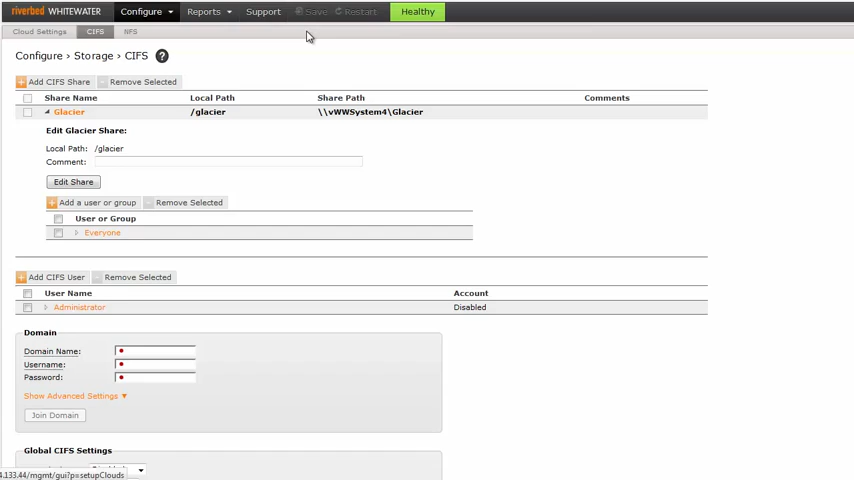 riverbed WHITEWATER Configure Reports Support Save Restart Healthy
Cloud Settings CIFS NFS
Configure > Storage > CIFS ?
Add CIFS Share Remove Selected
Share Name Local Path Share Path Comments
Glacier /glacier \\vWWSystem4\Glacier
Edit Glacier Share:
Local Path: /glacier
Comment:
Edit Share
Add a user or group Remove Selected
User or Group
Everyone
Add CIFS User Remove Selected
User Name Account
Administrator Disabled
Domain
Domain Name:
Username:
Password:
Show Advanced Settings ▼
Join Domain
Global CIFS Settings
4.133.44/mgmt/gui?p=setupClouds